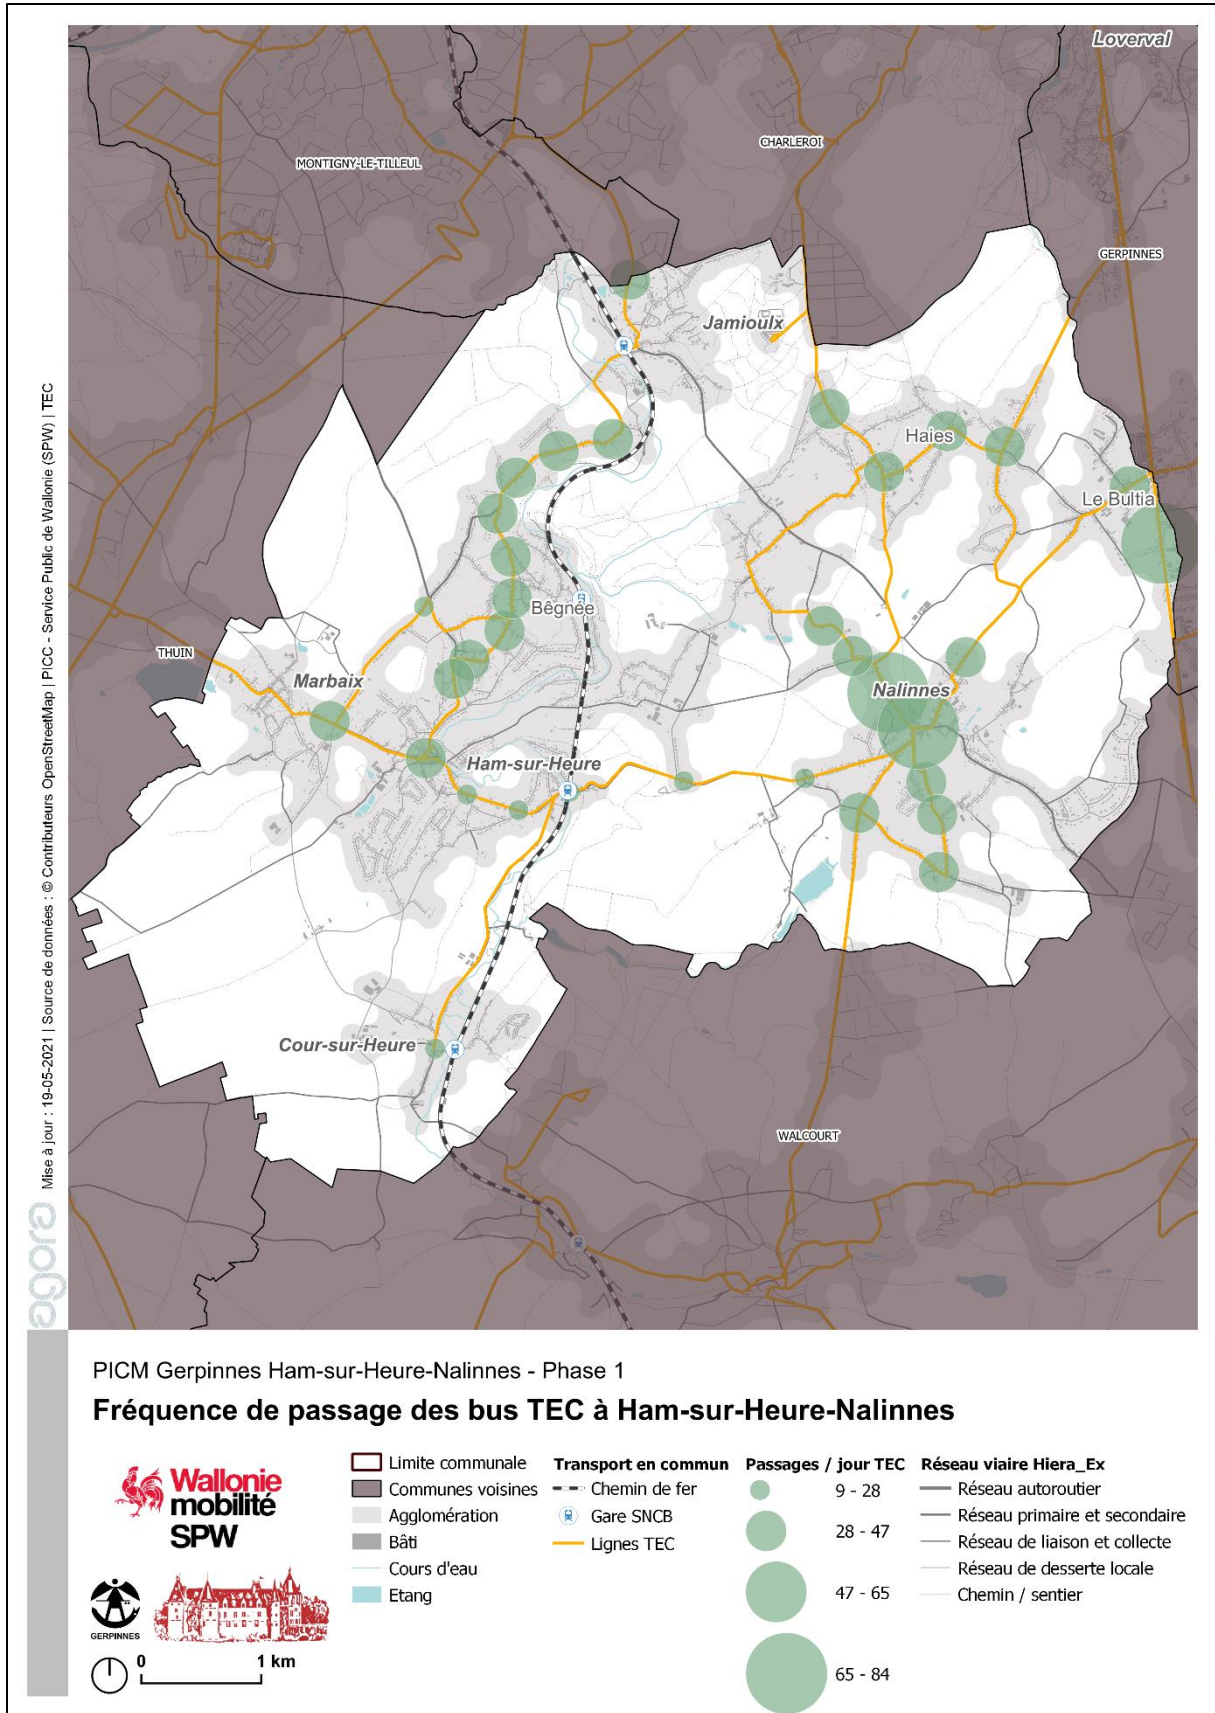 Loverval
CHARLEROI
MONTIGNY-LE-TILLEUL
GERPINNES
Jamioulx
Haies
Le Bultia
Bêgnée
THUIN
Marbaix
Nalinnes
Ham-sur-Heure
Cour-sur-Heure
WALCOURT
Mise à jour : 19-05-2021 | Source de données : © Contributeurs OpenStreetMap | PICC - Service Public de Wallonie (SPW) | TEC
agora
PICM Gerpinnes Ham-sur-Heure-Nalinnes - Phase 1
Fréquence de passage des bus TEC à Ham-sur-Heure-Nalinnes
Wallonie
mobilité
SPW
GERPINNES
0 1 km
Limite communale
Communes voisines
Agglomération
Bâti
Cours d'eau
Etang
Transport en commun
Chemin de fer
Gare SNCB
Lignes TEC
Passages / jour TEC
9 - 28
28 - 47
47 - 65
65 - 84
Réseau viaire Hiera_Ex
Réseau autoroutier
Réseau primaire et secondaire
Réseau de liaison et collecte
Réseau de desserte locale
Chemin / sentier